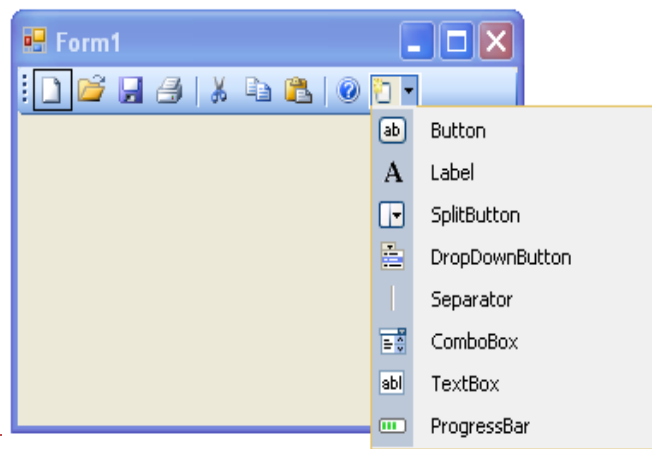 Form1
ab Button
A Label
SplitButton
DropDownButton
Separator
ComboBox
abl TextBox
ProgressBar